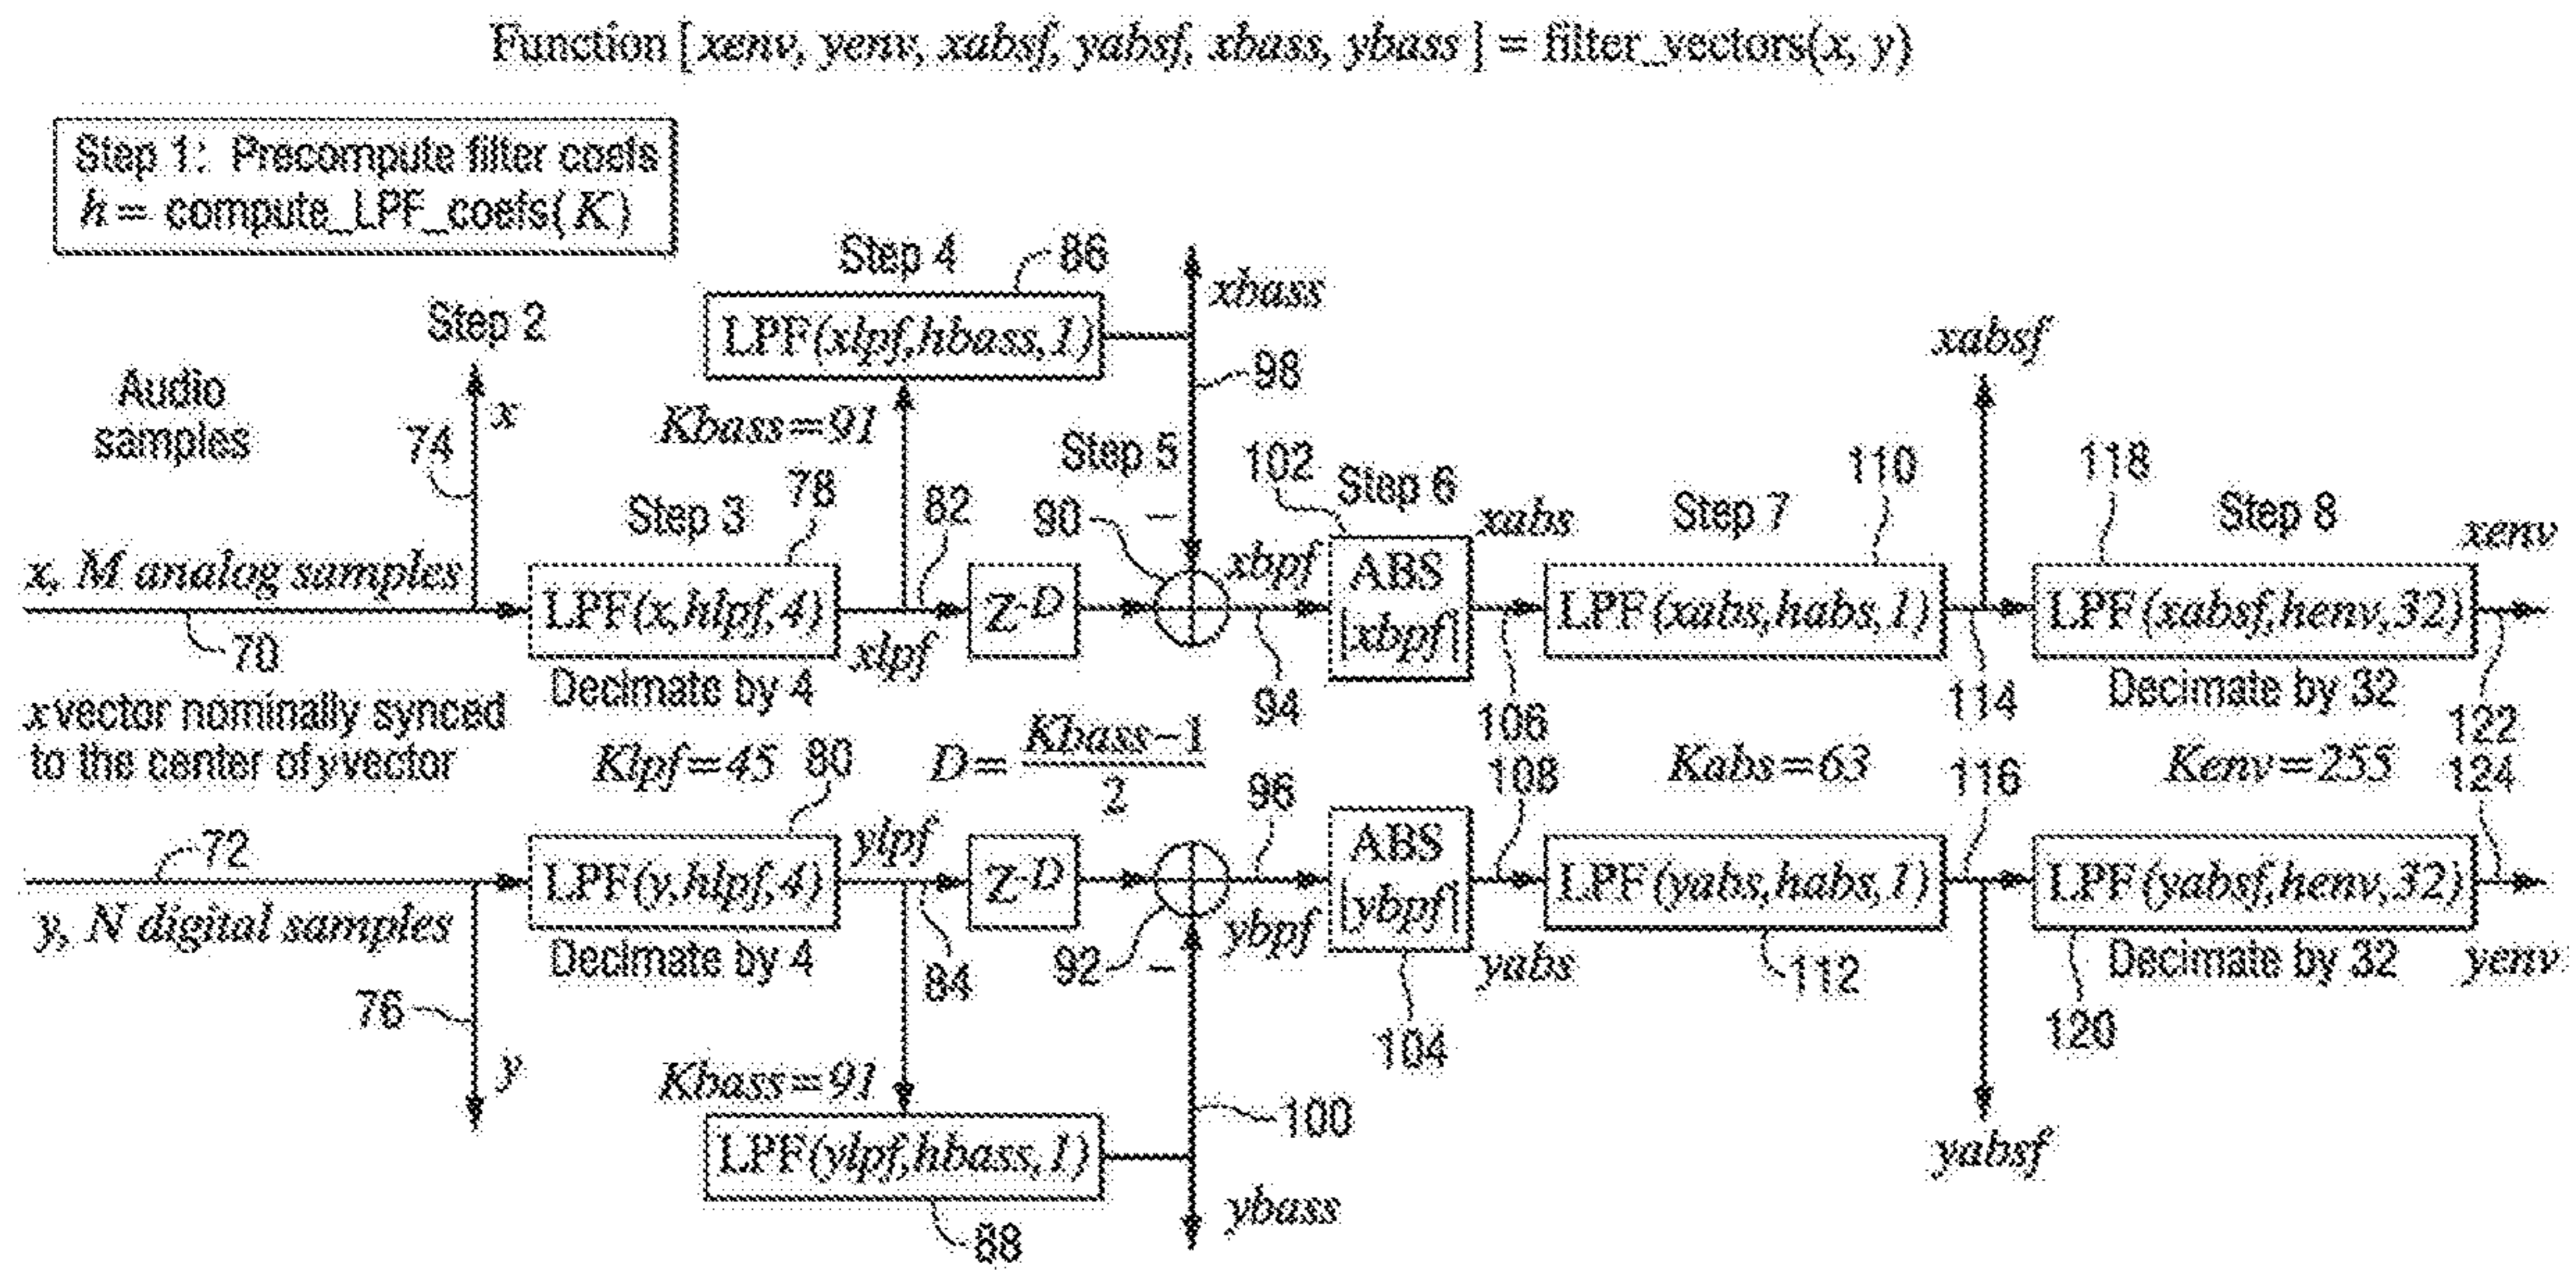 Function [xenv, yenv, xabsf, yabsf, xbass, ybass] = filter_vectors(x, y)
Step 1: Precompute filter coefs
h = compute_LPF_coefs(K)
Step 4
86
xbass
Step 2
LPF(xlpf,hbass,1)
xabsf
98
Audio
samples
x
74
Kbass=91
Step 5
102
Step 6
110
118
Step 3
78
82
90
–
xabs
Step 7
Step 8
xenv
x, M analog samples
xbpf
LPF(x,hlpf,4)
Z-D
ABS
|xbpf|
LPF(xabs,habs,1)
LPF(xabsf,henv,32)
70
xlpf
Decimate by 4
94
106
114
Decimate by 32
122
x vector nominally synced
to the center of y vector
Klpf=45
80
D= Kbass–1
2
96
108
Kabs=63
116
Kenv=255
124
72
ylpf
LPF(y,hlpf,4)
Z-D
ABS
|ybpf|
LPF(yabs,habs,1)
LPF(yabsf,henv,32)
y, N digital samples
Decimate by 4
84
92
–
ybpf
yabs
112
Decimate by 32
yenv
76
104
120
y
Kbass=91
100
LPF(ylpf,hbass,1)
yabsf
ybass
88